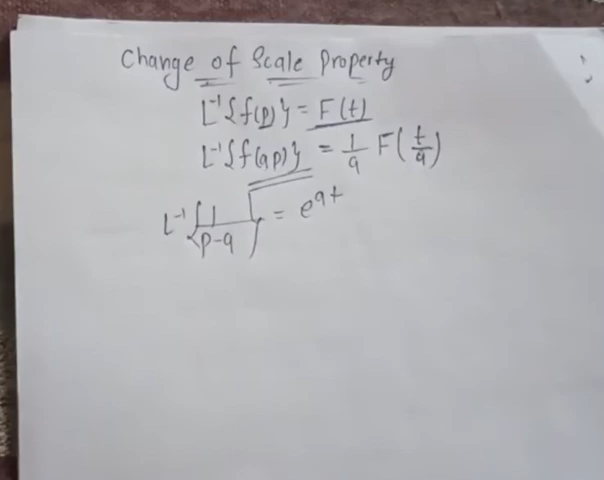 Change of Scale Property
L⁻¹{f(p)} = F(t)
L⁻¹{f(ap)} = 1/a F(t/a)
L⁻¹{1/(p-a)} = e^{at}